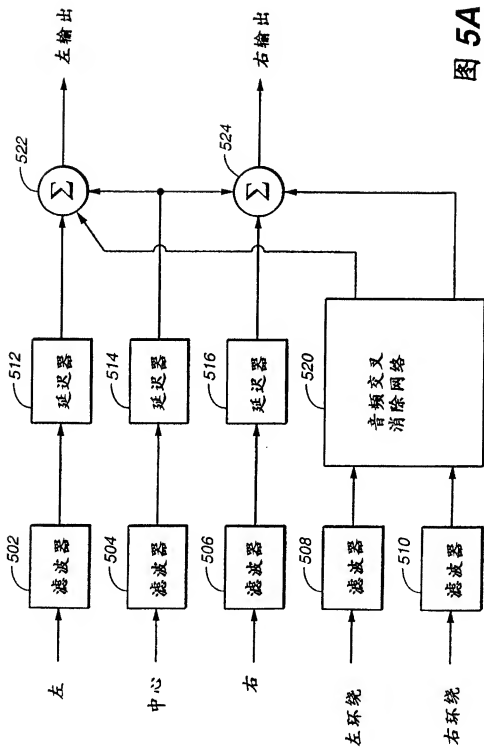 左
502
滤波器
512
延迟器
522
Σ
左输出
中心
504
滤波器
514
延迟器
右
506
滤波器
516
延迟器
524
Σ
右输出
左环绕
508
滤波器
520
音频交叉
消除网络
右环绕
510
滤波器
图 5A